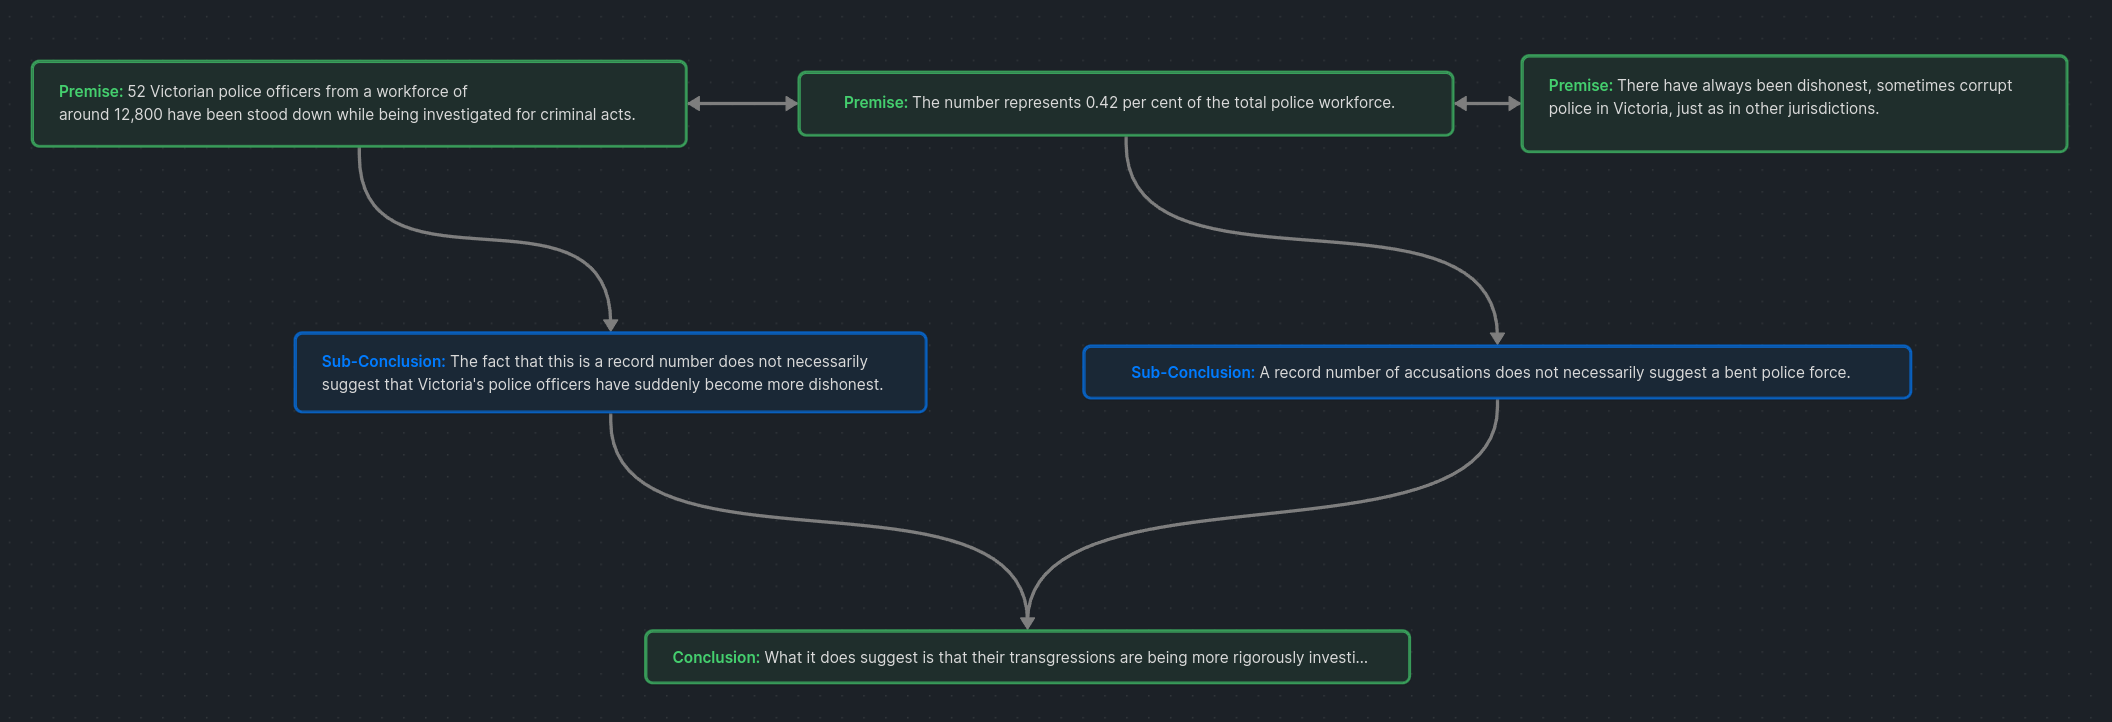 Premise: 52 Victorian police officers from a workforce of
around 12,800 have been stood down while being investigated for criminal acts.
Premise: The number represents 0.42 per cent of the total police workforce.
Premise: There have always been dishonest, sometimes corrupt
police in Victoria, just as in other jurisdictions.
Sub-Conclusion: The fact that this is a record number does not necessarily
suggest that Victoria's police officers have suddenly become more dishonest.
Sub-Conclusion: A record number of accusations does not necessarily suggest a bent police force.
Conclusion: What it does suggest is that their transgressions are being more rigorously investi...